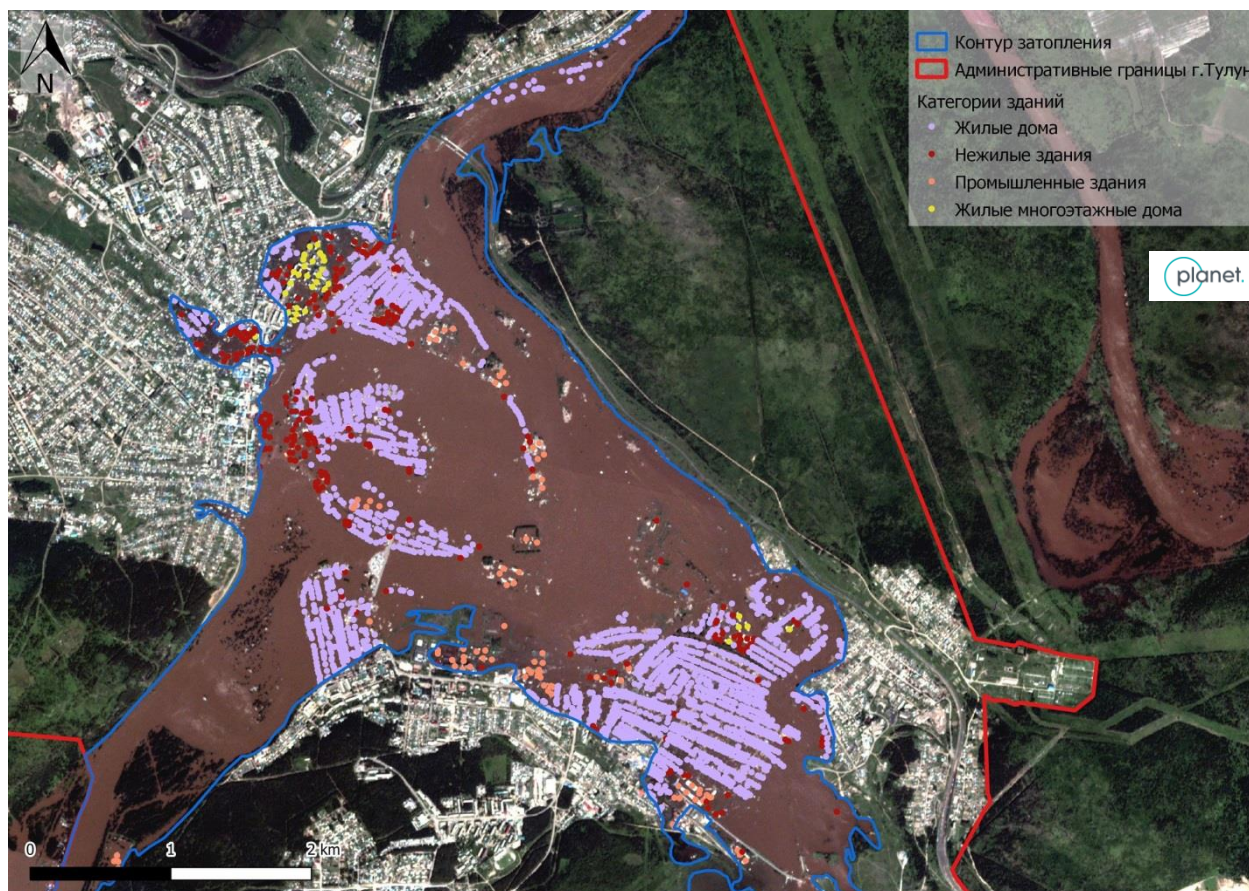 N
Контур затопления
Административные границы г.Тулун
Категории зданий
Жилые дома
Нежилые здания
Промышленные здания
Жилые многоэтажные дома
planet.
0 1 2 km